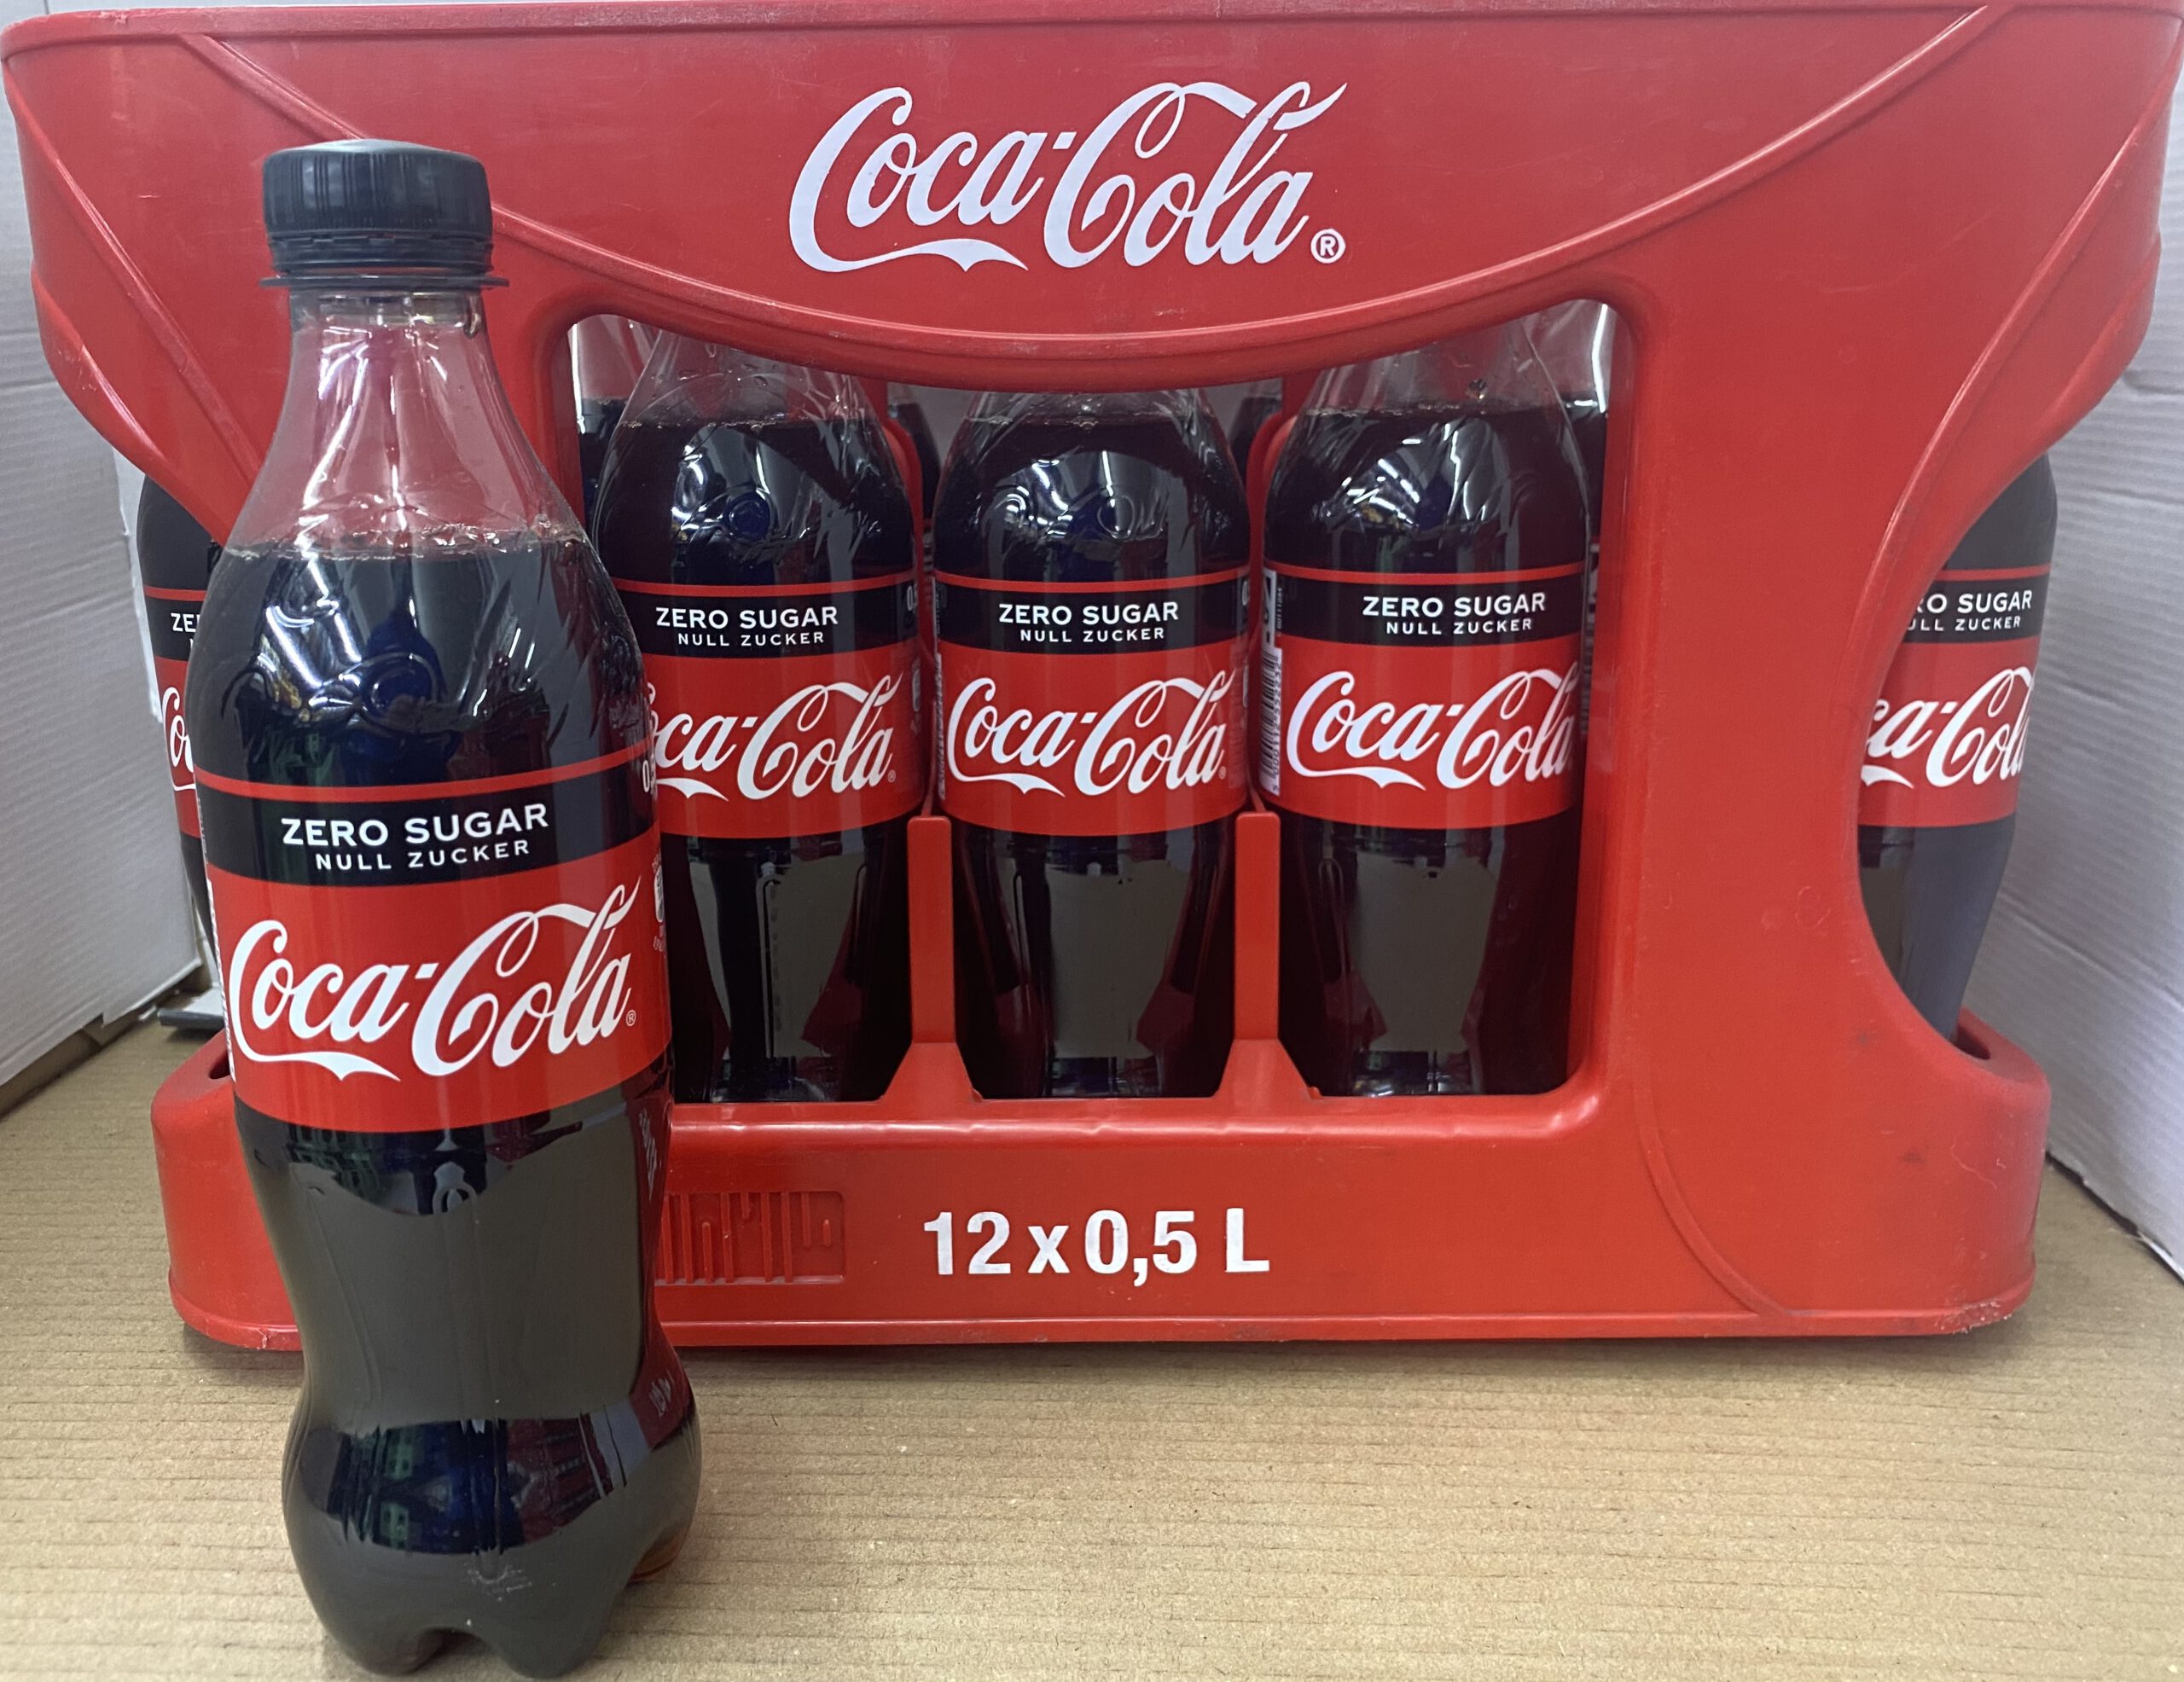 Coca-Cola®
ZERO SUGAR
NULL ZUCKER
Coca-Cola®
ZERO SUGAR
NULL ZUCKER
Coca-Cola®
ZERO SUGAR
NULL ZUCKER
Coca-Cola
ZERO SUGAR
NULL ZUCKER
Coca-Cola
ZERO SUGAR
NULL ZUCKER
Coca-Cola®
12 x 0,5 L